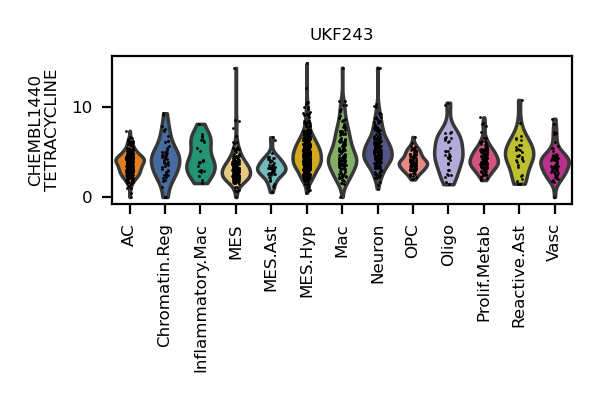 UKF243
CHEMBL1440
TETRACYCLINE
10
0
AC
Chromatin.Reg
Inflammatory.Mac
MES
MES.Ast
MES.Hyp
Mac
Neuron
OPC
Oligo
Prolif.Metab
Reactive.Ast
Vasc